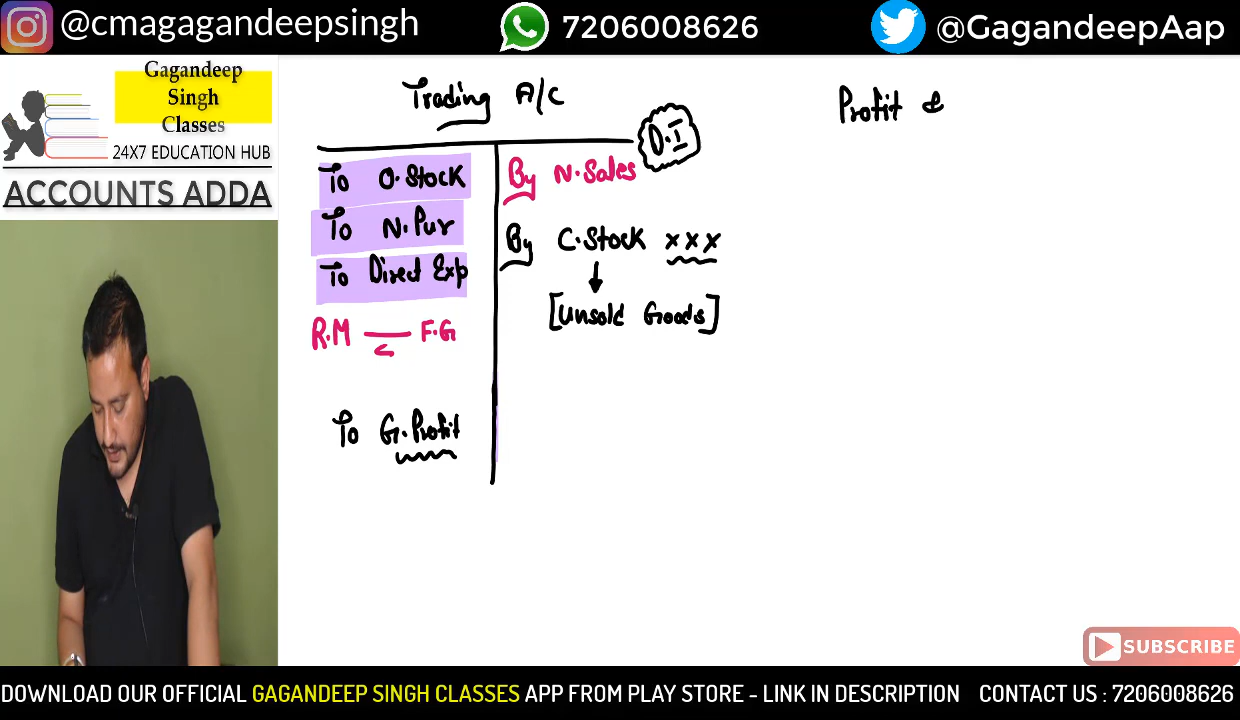 @cmagagandeepsingh
7206008626
@GagandeepAap
Gagandeep
Singh
Classes
24X7 EDUCATION HUB
ACCOUNTS ADDA
Trading A/C
D.I
To O.Stock
To N.Pur
To Direct Exp
R.M F.G
To G.Profit
By N.Sales
By C.Stock xxx
[Unsold Goods]
Profit &
SUBSCRIBE
DOWNLOAD OUR OFFICIAL GAGANDEEP SINGH CLASSES APP FROM PLAY STORE - LINK IN DESCRIPTION CONTACT US : 7206008626